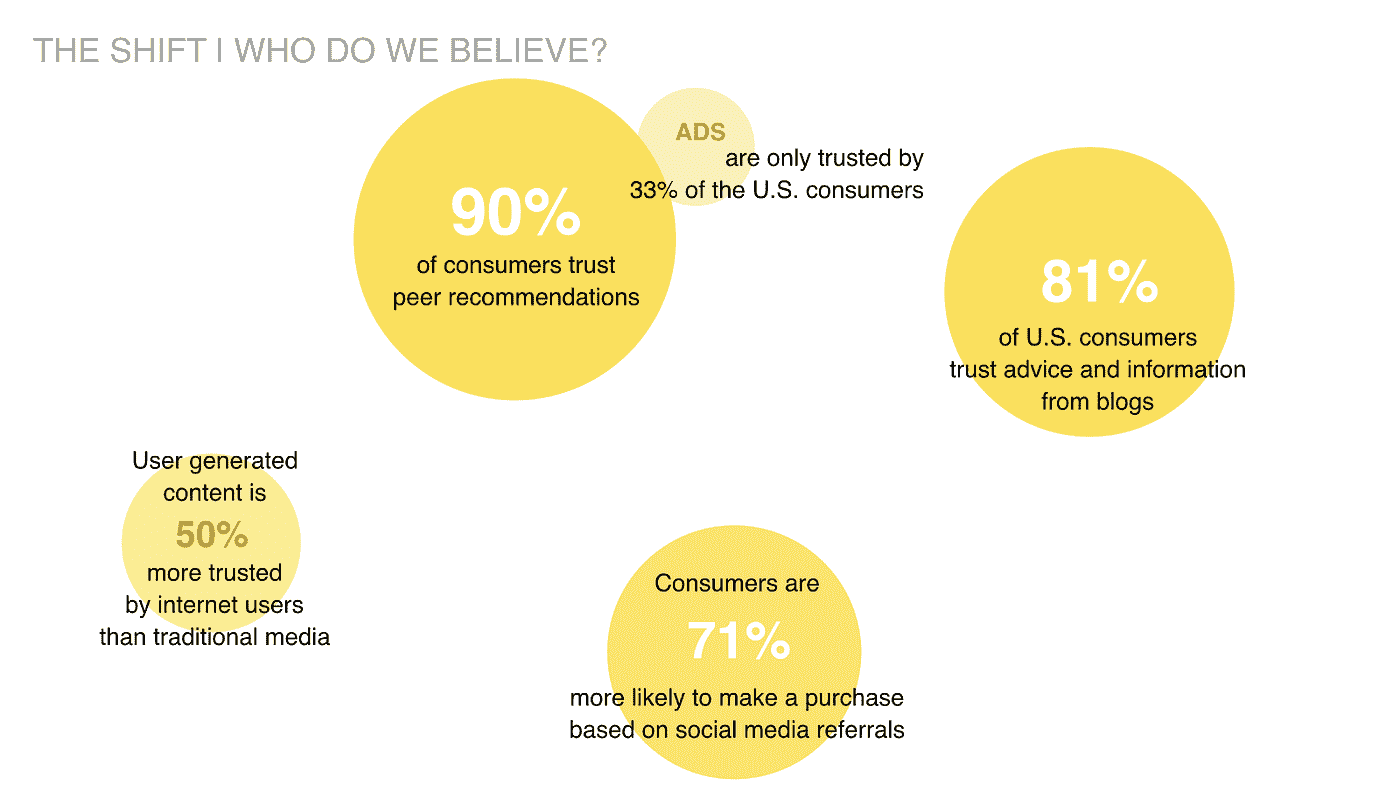 THE SHIFT I WHO DO WE BELIEVE?
ADS
are only trusted by
33% of the U.S. consumers
90%
of consumers trust
peer recommendations
81%
of U.S. consumers
trust advice and information
from blogs
User generated
content is
50%
more trusted
by internet users
than traditional media
Consumers are
71%
more likely to make a purchase
based on social media referrals